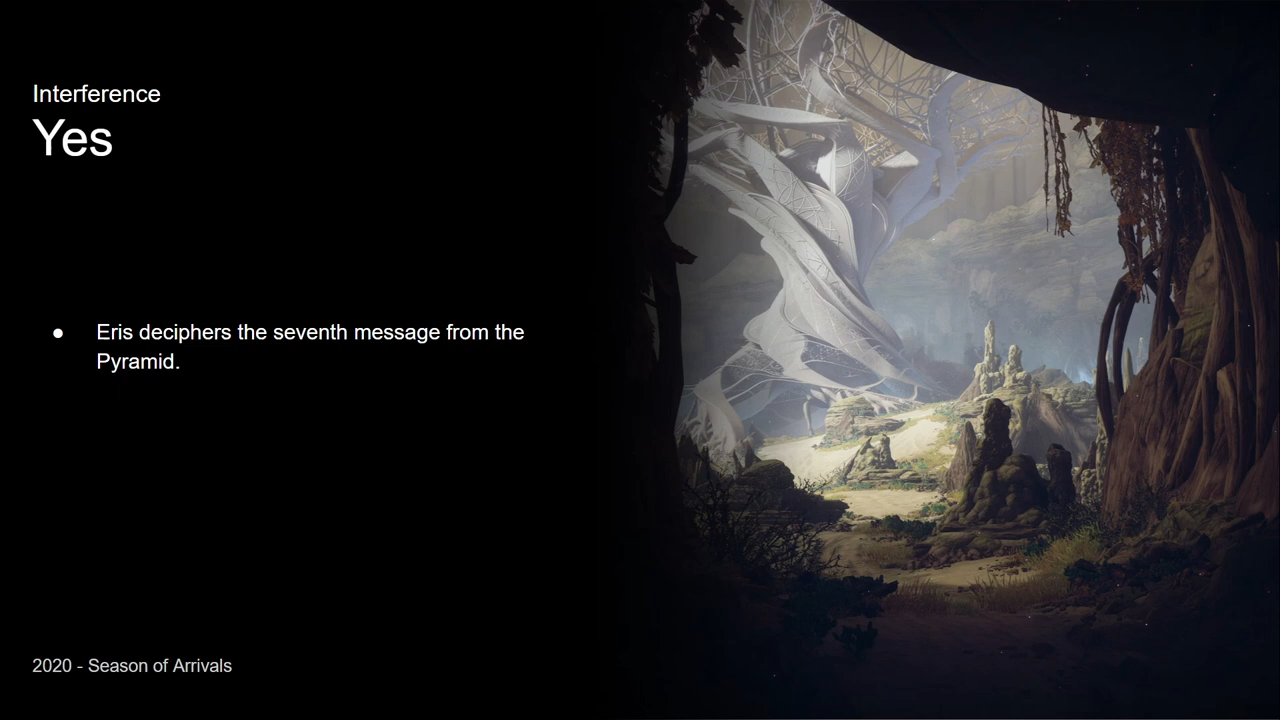 Interference
Yes
● Eris deciphers the seventh message from the
Pyramid.
2020 - Season of Arrivals